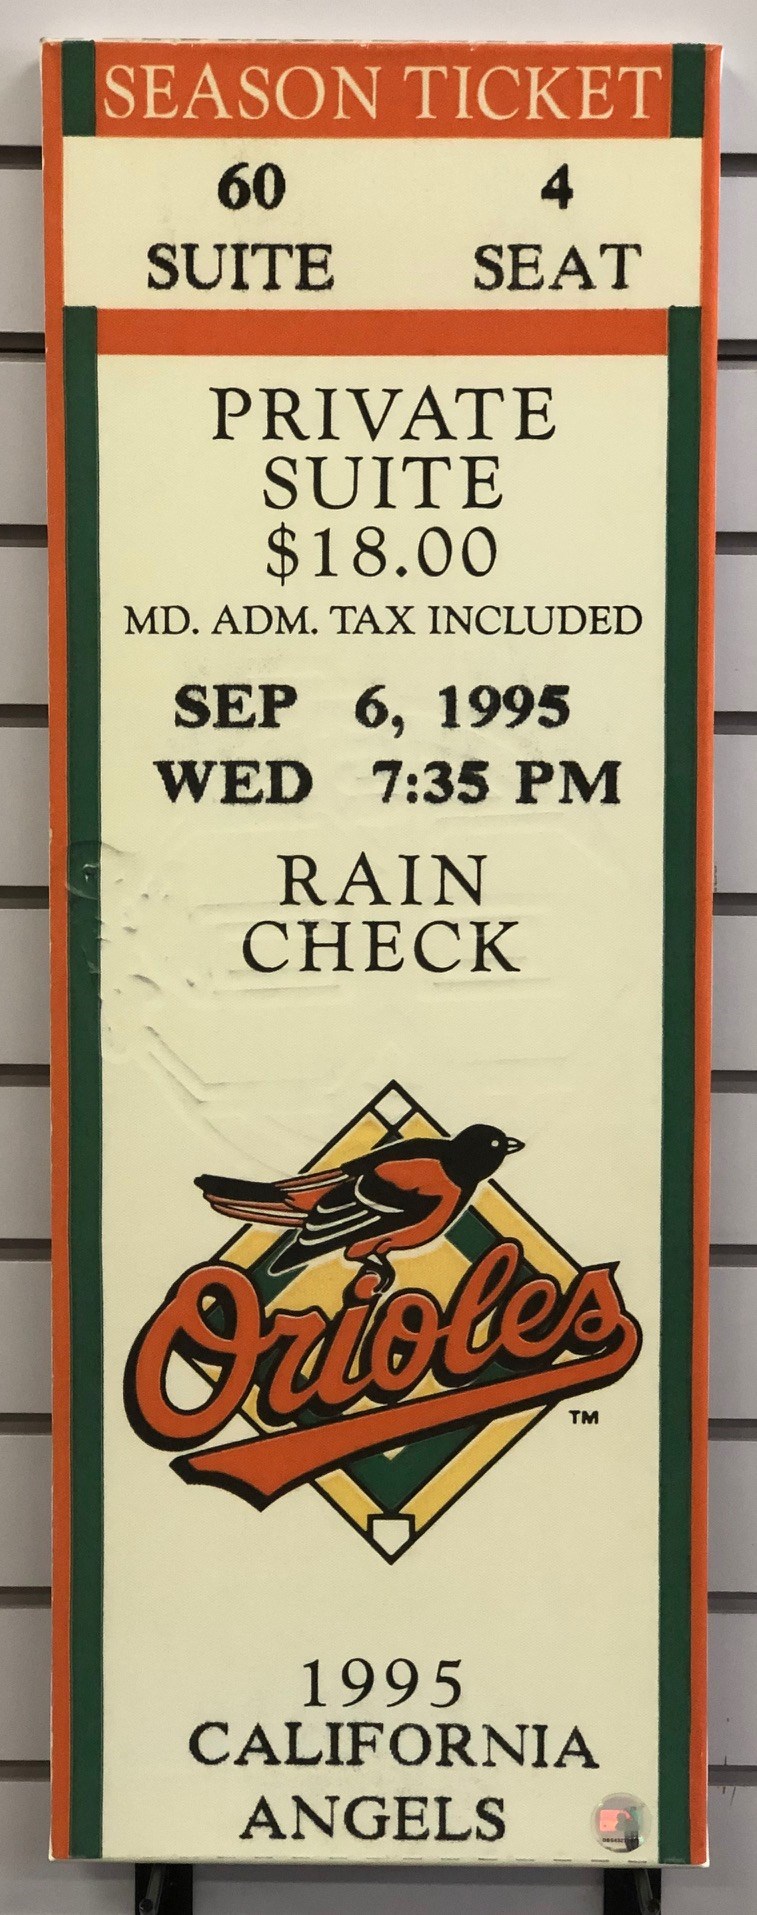 SEASON TICKET
60 4
SUITE SEAT
PRIVATE
SUITE
$18.00
MD. ADM. TAX INCLUDED
SEP 6, 1995
WED 7:35 PM
RAIN
CHECK
Orioles
TM
1995
CALIFORNIA
ANGELS